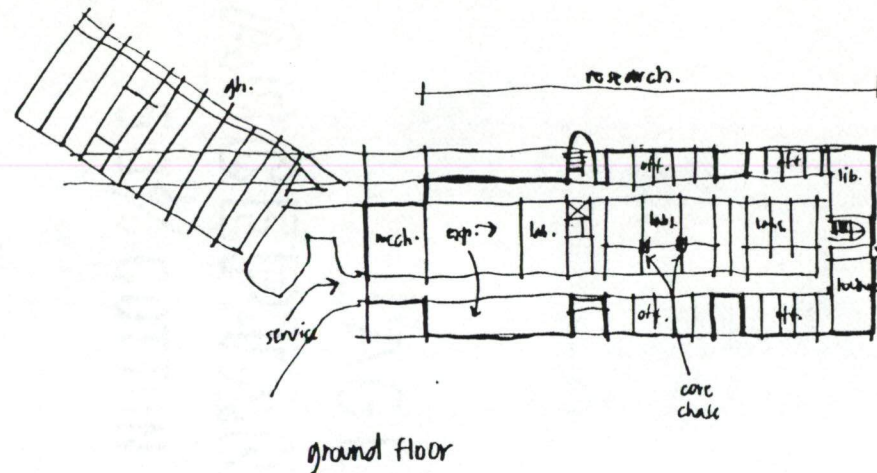 research.
gh.
off.
off.
lib.
mech.
exp.
lab.
labs
labs
service
off.
off.
core
chase
ground floor